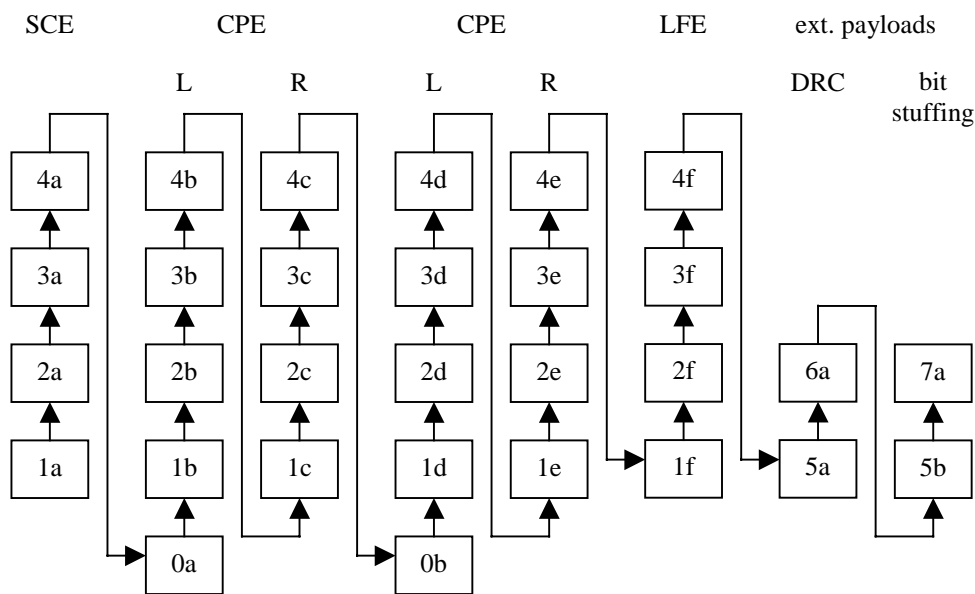 SCE CPE CPE LFE ext. payloads
L R L R DRC bit
stuffing
4a 4b 4c 4d 4e 4f
3a 3b 3c 3d 3e 3f
2a 2b 2c 2d 2e 2f 6a 7a
1a 1b 1c 1d 1e 1f 5a 5b
0a 0b